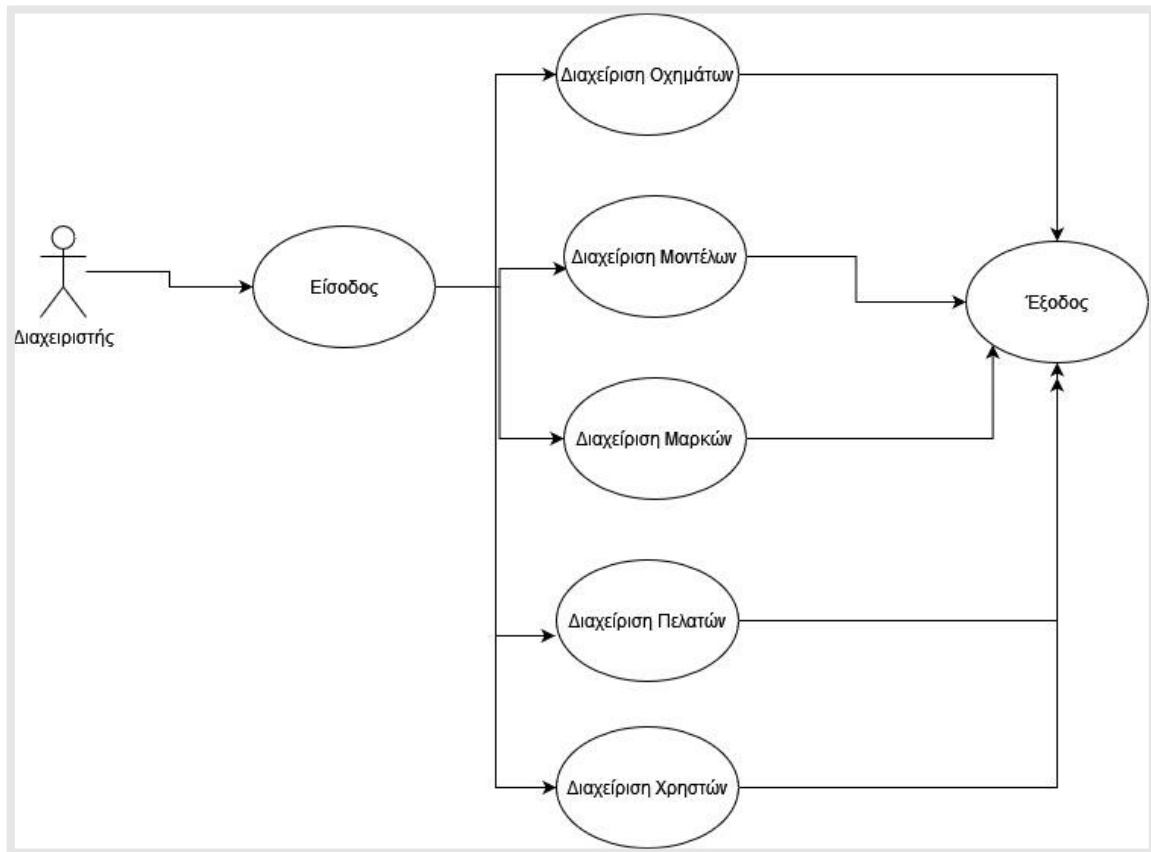 Διαχείριση Οχημάτων
Διαχείριση Μοντέλων
Είσοδος
Έξοδος
Διαχειριστής
Διαχείριση Μαρκών
Διαχείριση Πελατών
Διαχείριση Χρηστών